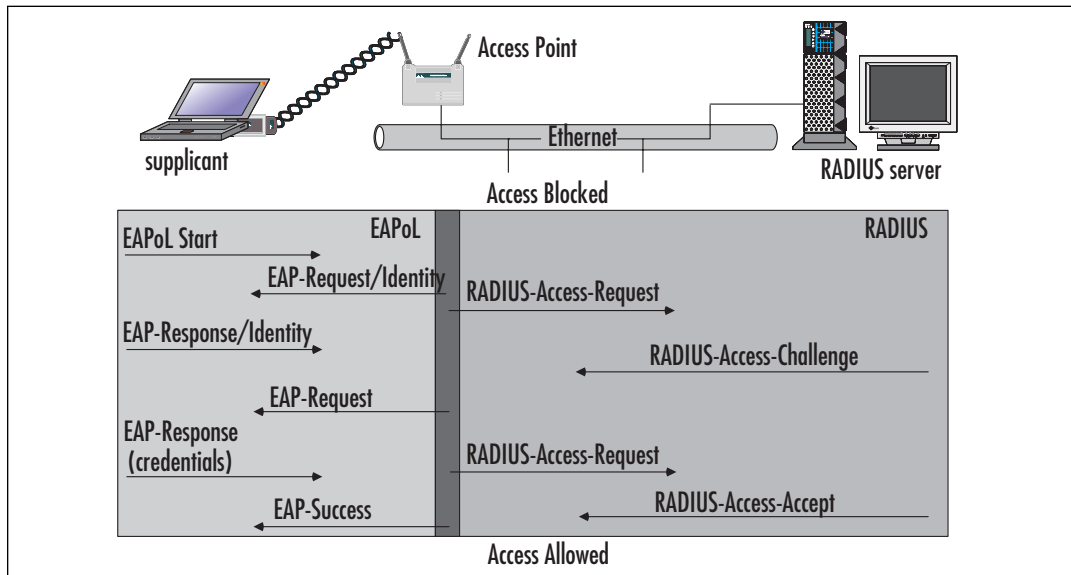 Access Point
Ethernet
supplicant
RADIUS server
Access Blocked
EAPoL
RADIUS
EAPoL Start
EAP-Request/Identity
RADIUS-Access-Request
EAP-Response/Identity
RADIUS-Access-Challenge
EAP-Request
EAP-Response
(credentials)
RADIUS-Access-Request
EAP-Success
RADIUS-Access-Accept
Access Allowed